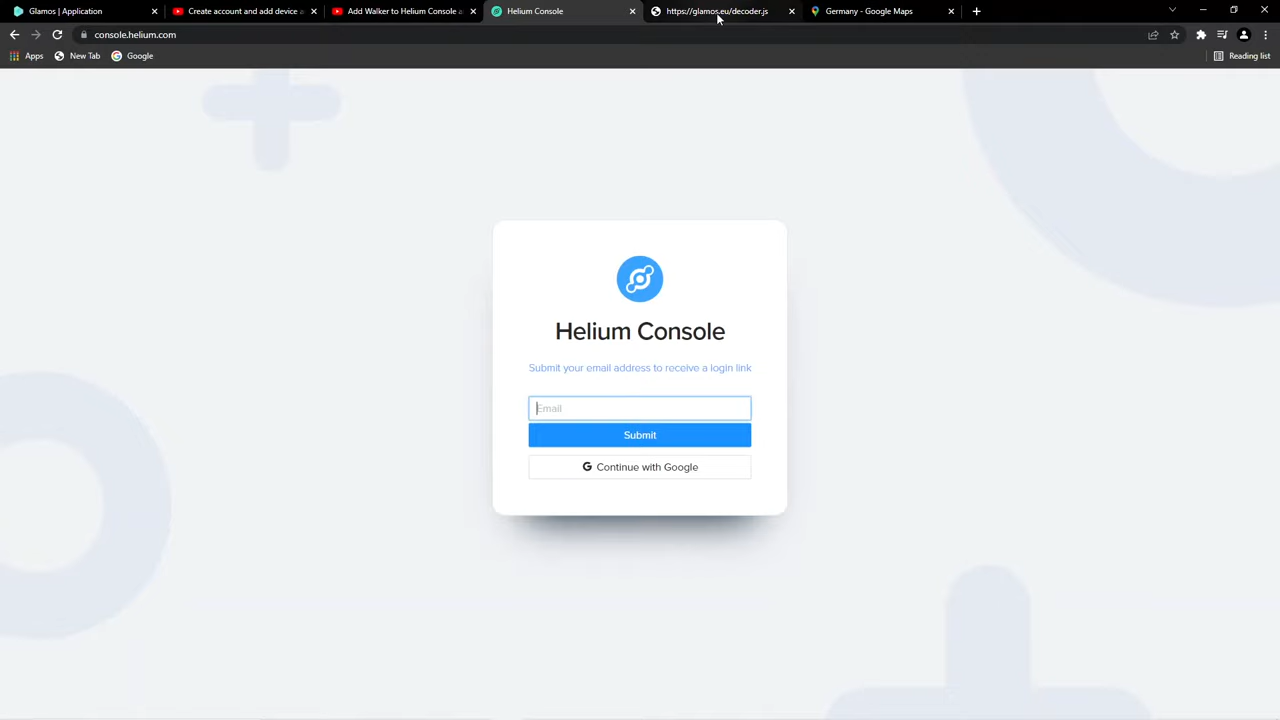 Glamos | Application
Create account and add device a
Add Walker to Helium Console a
Helium Console
https://glamos.eu/decoder.js
Germany - Google Maps
console.helium.com
Apps
New Tab
Google
Reading list
Helium Console
Submit your email address to receive a login link
Email
Submit
Continue with Google